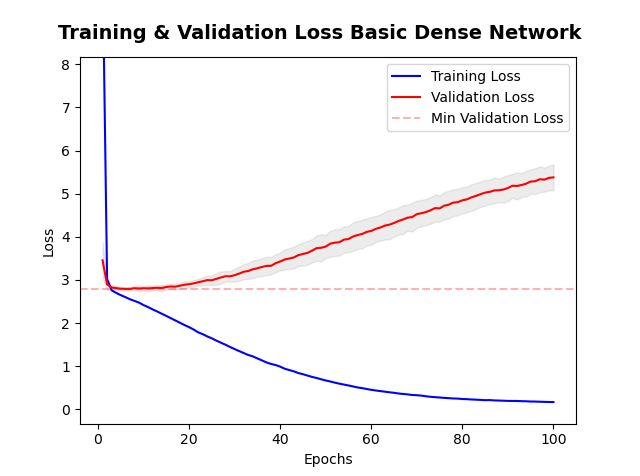 Training & Validation Loss Basic Dense Network
8
7
6
5
4
3
2
1
0
Loss
Training Loss
Validation Loss
Min Validation Loss
0 20 40 60 80 100
Epochs